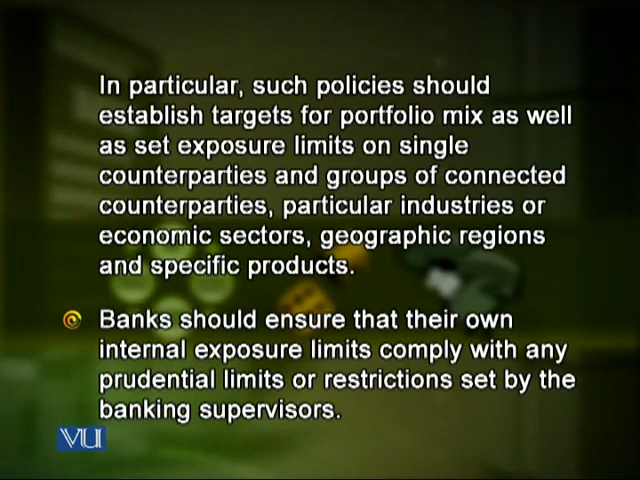 In particular, such policies should
establish targets for portfolio mix as well
as set exposure limits on single
counterparties and groups of connected
counterparties, particular industries or
economic sectors, geographic regions
and specific products.
Banks should ensure that their own
internal exposure limits comply with any
prudential limits or restrictions set by the
banking supervisors.
VU